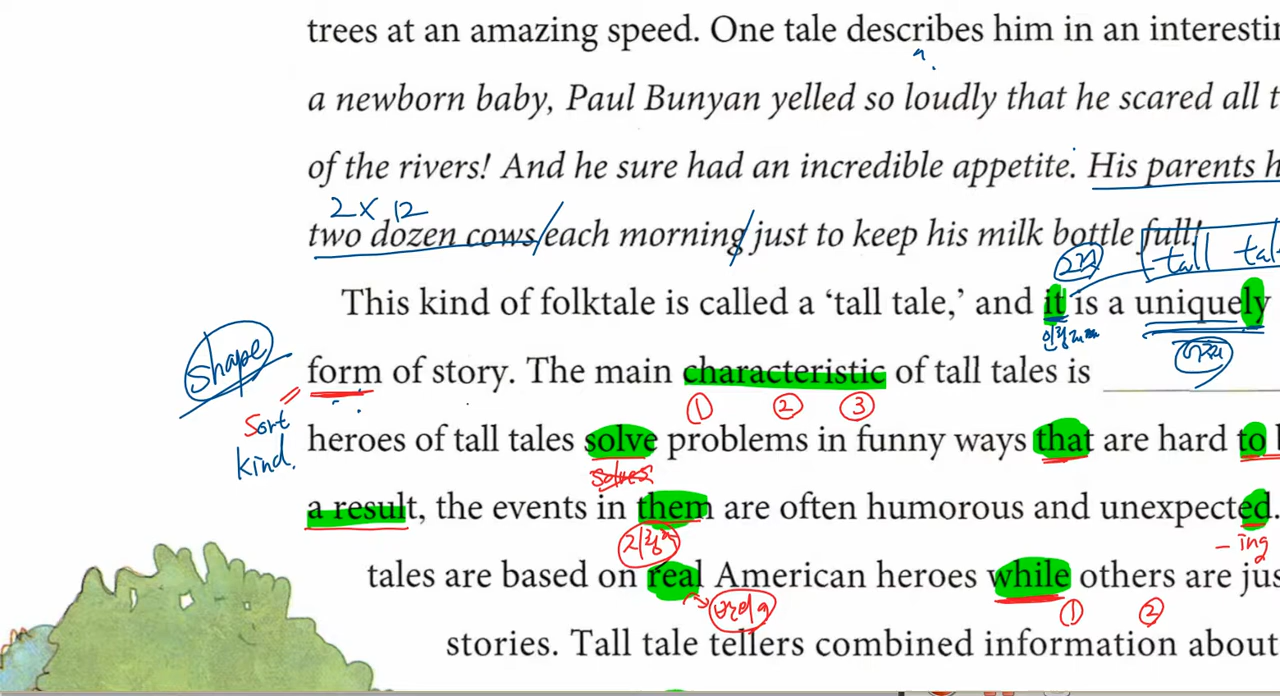 trees at an amazing speed. One tale describes him in an interestin
a newborn baby, Paul Bunyan yelled so loudly that he scared all t
of the rivers! And he sure had an incredible appetite. His parents h
2 X 12
two dozen cows/each morning/just to keep his milk bottle full!
tall tal
This kind of folktale is called a ‘tall tale,’ and it is a uniquely
shape
form of story. The main characteristic of tall tales is
① ② ③
Sort
heroes of tall tales solve problems in funny ways that are hard to
kind.
solves
a result, the events in them are often humorous and unexpected.
- ing
tales are based on real American heroes while others are jus
① ②
stories. Tall tale tellers combined information about